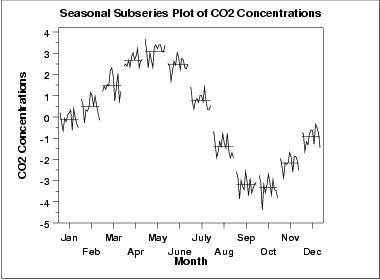 Seasonal Subseries Plot of CO2 Concentrations
4
3
2
1
0
-1
-2
-3
-4
-5
CO2 Concentrations
Jan Mar May July Sep Nov
Feb Apr June Aug Oct Dec
Month